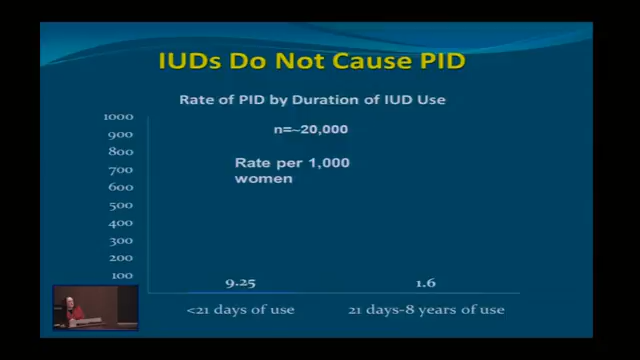 IUDs Do Not Cause PID
Rate of PID by Duration of IUD Use
n=~20,000
Rate per 1,000
women
1000
900
800
700
600
500
400
300
200
100
9.25
1.6
<21 days of use
21 days-8 years of use